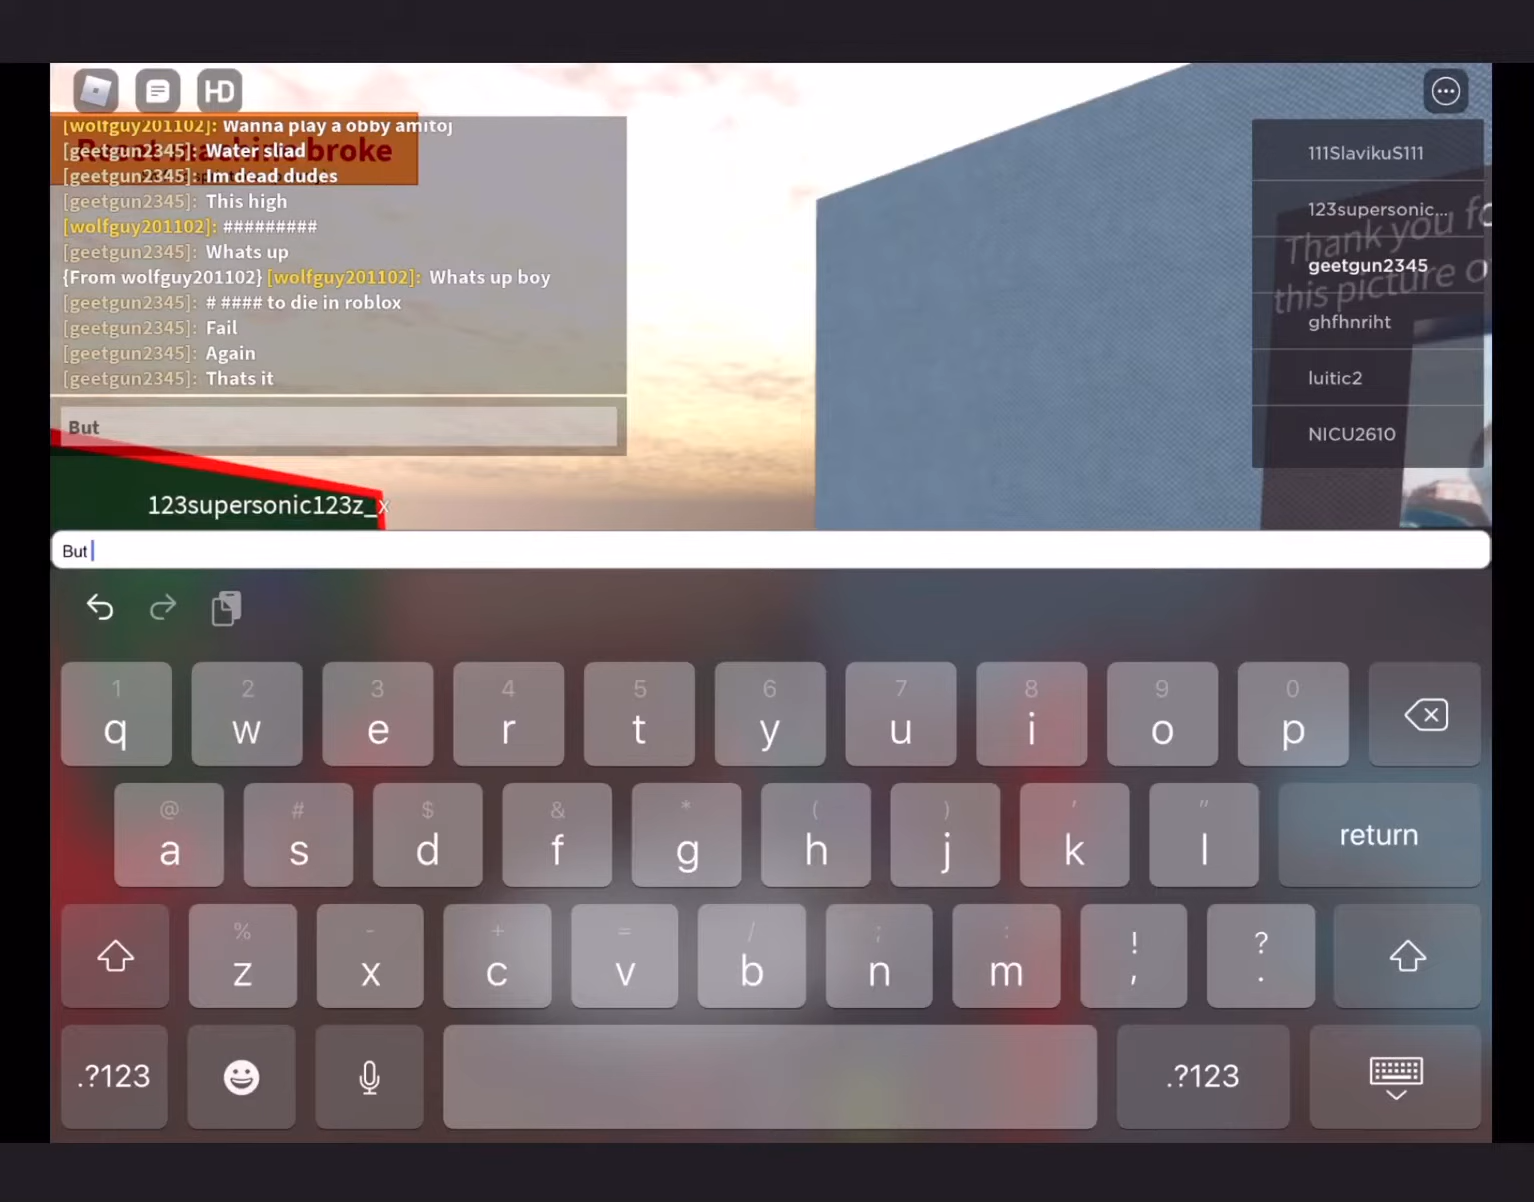 HD
[wolfguy201102]: Wanna play a obby amitoj
[geetgun2345]: Water sliad
broke
[geetgun2345]: Im dead dudes
[geetgun2345]: This high
[wolfguy201102]: #########
[geetgun2345]: Whats up
{From wolfguy201102} [wolfguy201102]: Whats up boy
[geetgun2345]: # #### to die in roblox
[geetgun2345]: Fail
[geetgun2345]: Again
[geetgun2345]: Thats it
But
123supersonic123z_x
111SlavikuS111
123supersonic...
geetgun2345
ghfhnriht
luitic2
NICU2610
Thank you fo
this picture o
But
1 2 3 4 5 6 7 8 9 0
q w e r t y u i o p
@ # $ & * ( ) ' "
a s d f g h j k l return
% - + = / ; : ! ?
z x c v b n m , .
.?123 .?123